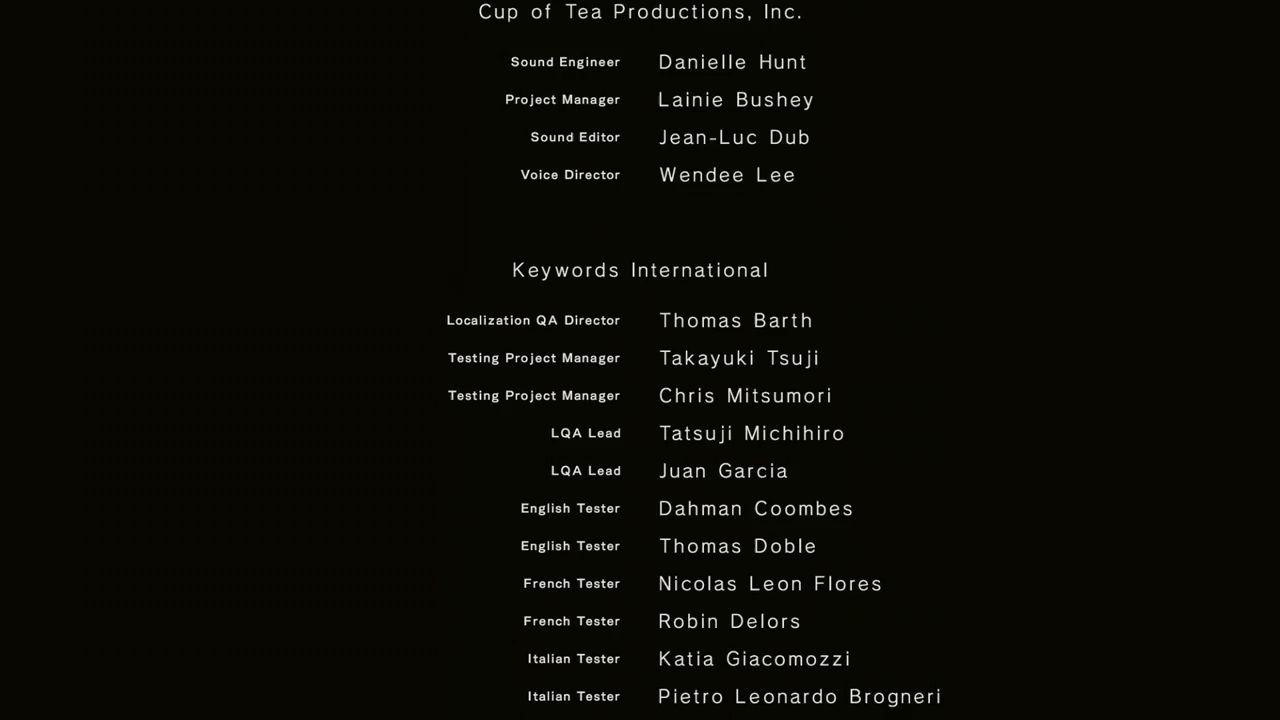 Cup of Tea Productions, Inc.
Sound Engineer Danielle Hunt
Project Manager Lainie Bushey
Sound Editor Jean-Luc Dub
Voice Director Wendee Lee
Keywords International
Localization QA Director Thomas Barth
Testing Project Manager Takayuki Tsuji
Testing Project Manager Chris Mitsumori
LQA Lead Tatsuji Michihiro
LQA Lead Juan Garcia
English Tester Dahman Coombes
English Tester Thomas Doble
French Tester Nicolas Leon Flores
French Tester Robin Delors
Italian Tester Katia Giacomozzi
Italian Tester Pietro Leonardo Brogneri